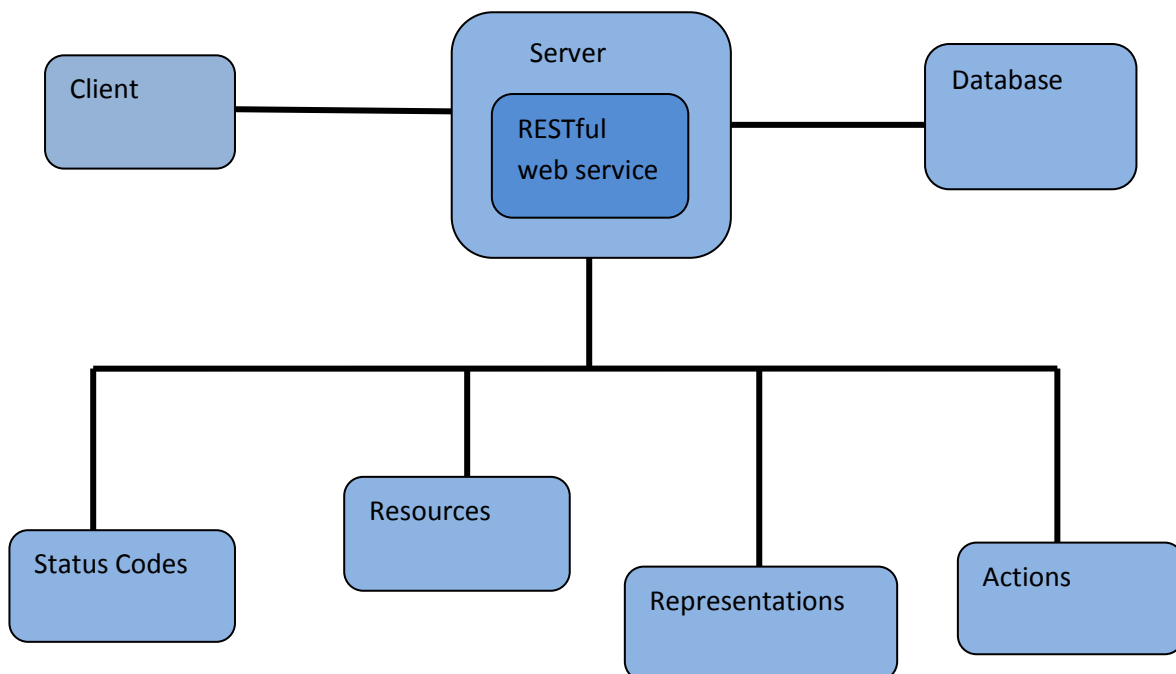 Client
Server
RESTful
web service
Database
Status Codes
Resources
Representations
Actions